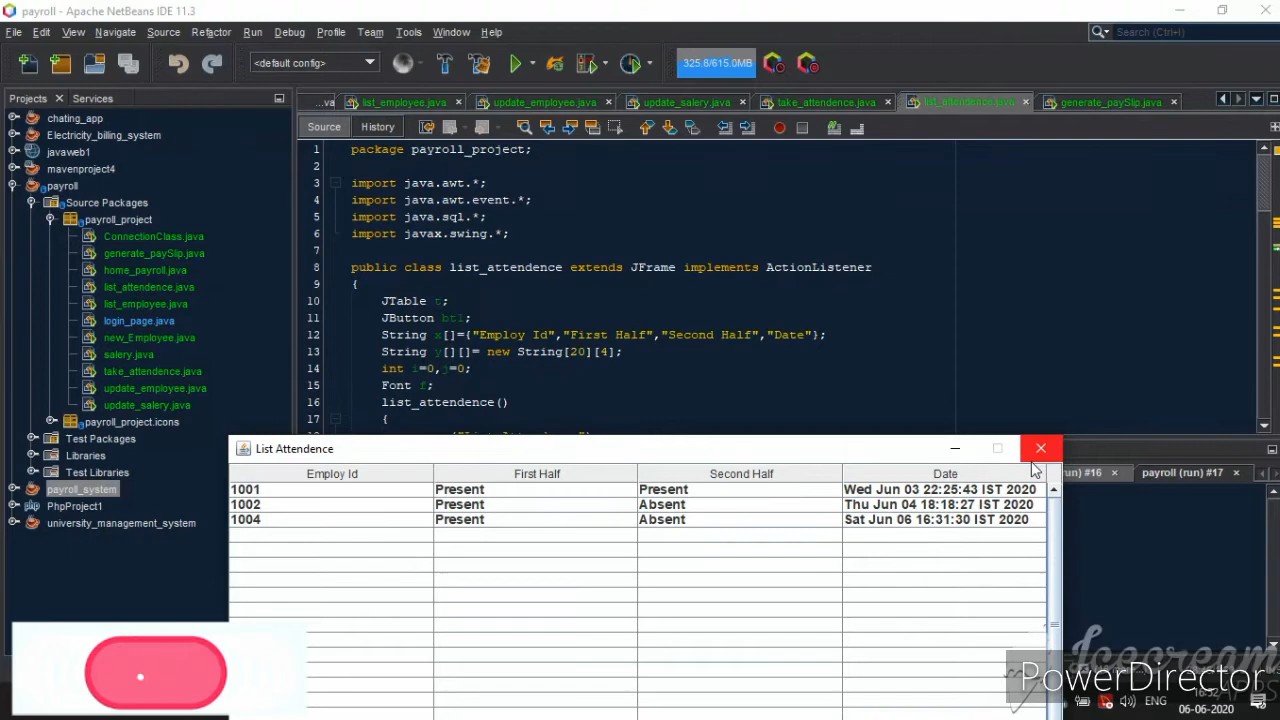 payroll - Apache NetBeans IDE 11.3
File Edit View Navigate Source Refactor Run Debug Profile Team Tools Window Help
Search (Ctrl+I)
<default config>
325.8/615.0MB
Projects Services
...va list_employee.java update_employee.java update_salery.java take_attendence.java list_attendence.java generate_paySlip.java
Source History
chating_app
Electricity_billing_system
javaweb1
mavenproject4
payroll
Source Packages
payroll_project
ConnectionClass.java
generate_paySlip.java
home_payroll.java
list_attendence.java
list_employee.java
login_page.java
new_Employee.java
salery.java
take_attendence.java
update_employee.java
update_salery.java
payroll_project.icons
Test Packages
Libraries
Test Libraries
payroll_system
PhpProject1
university_management_system
1 package payroll_project;
2
3 import java.awt.*;
4 import java.awt.event.*;
5 import java.sql.*;
6 import javax.swing.*;
7
8 public class list_attendence extends JFrame implements ActionListener
9 {
10 JTable t;
11 JButton bt1;
12 String x[]={"Employ Id","First Half","Second Half","Date"};
13 String y[][]= new String[20][4];
14 int i=0,j=0;
15 Font f;
16 list_attendence()
17 {
run) #16 payroll (run) #17
List Attendence
Employ Id First Half Second Half Date
1001 Present Present Wed Jun 03 22:25:43 IST 2020
1002 Present Absent Thu Jun 04 18:18:27 IST 2020
1004 Present Absent Sat Jun 06 16:31:30 IST 2020
Icecream
PowerDirector
ENG
06-06-2020